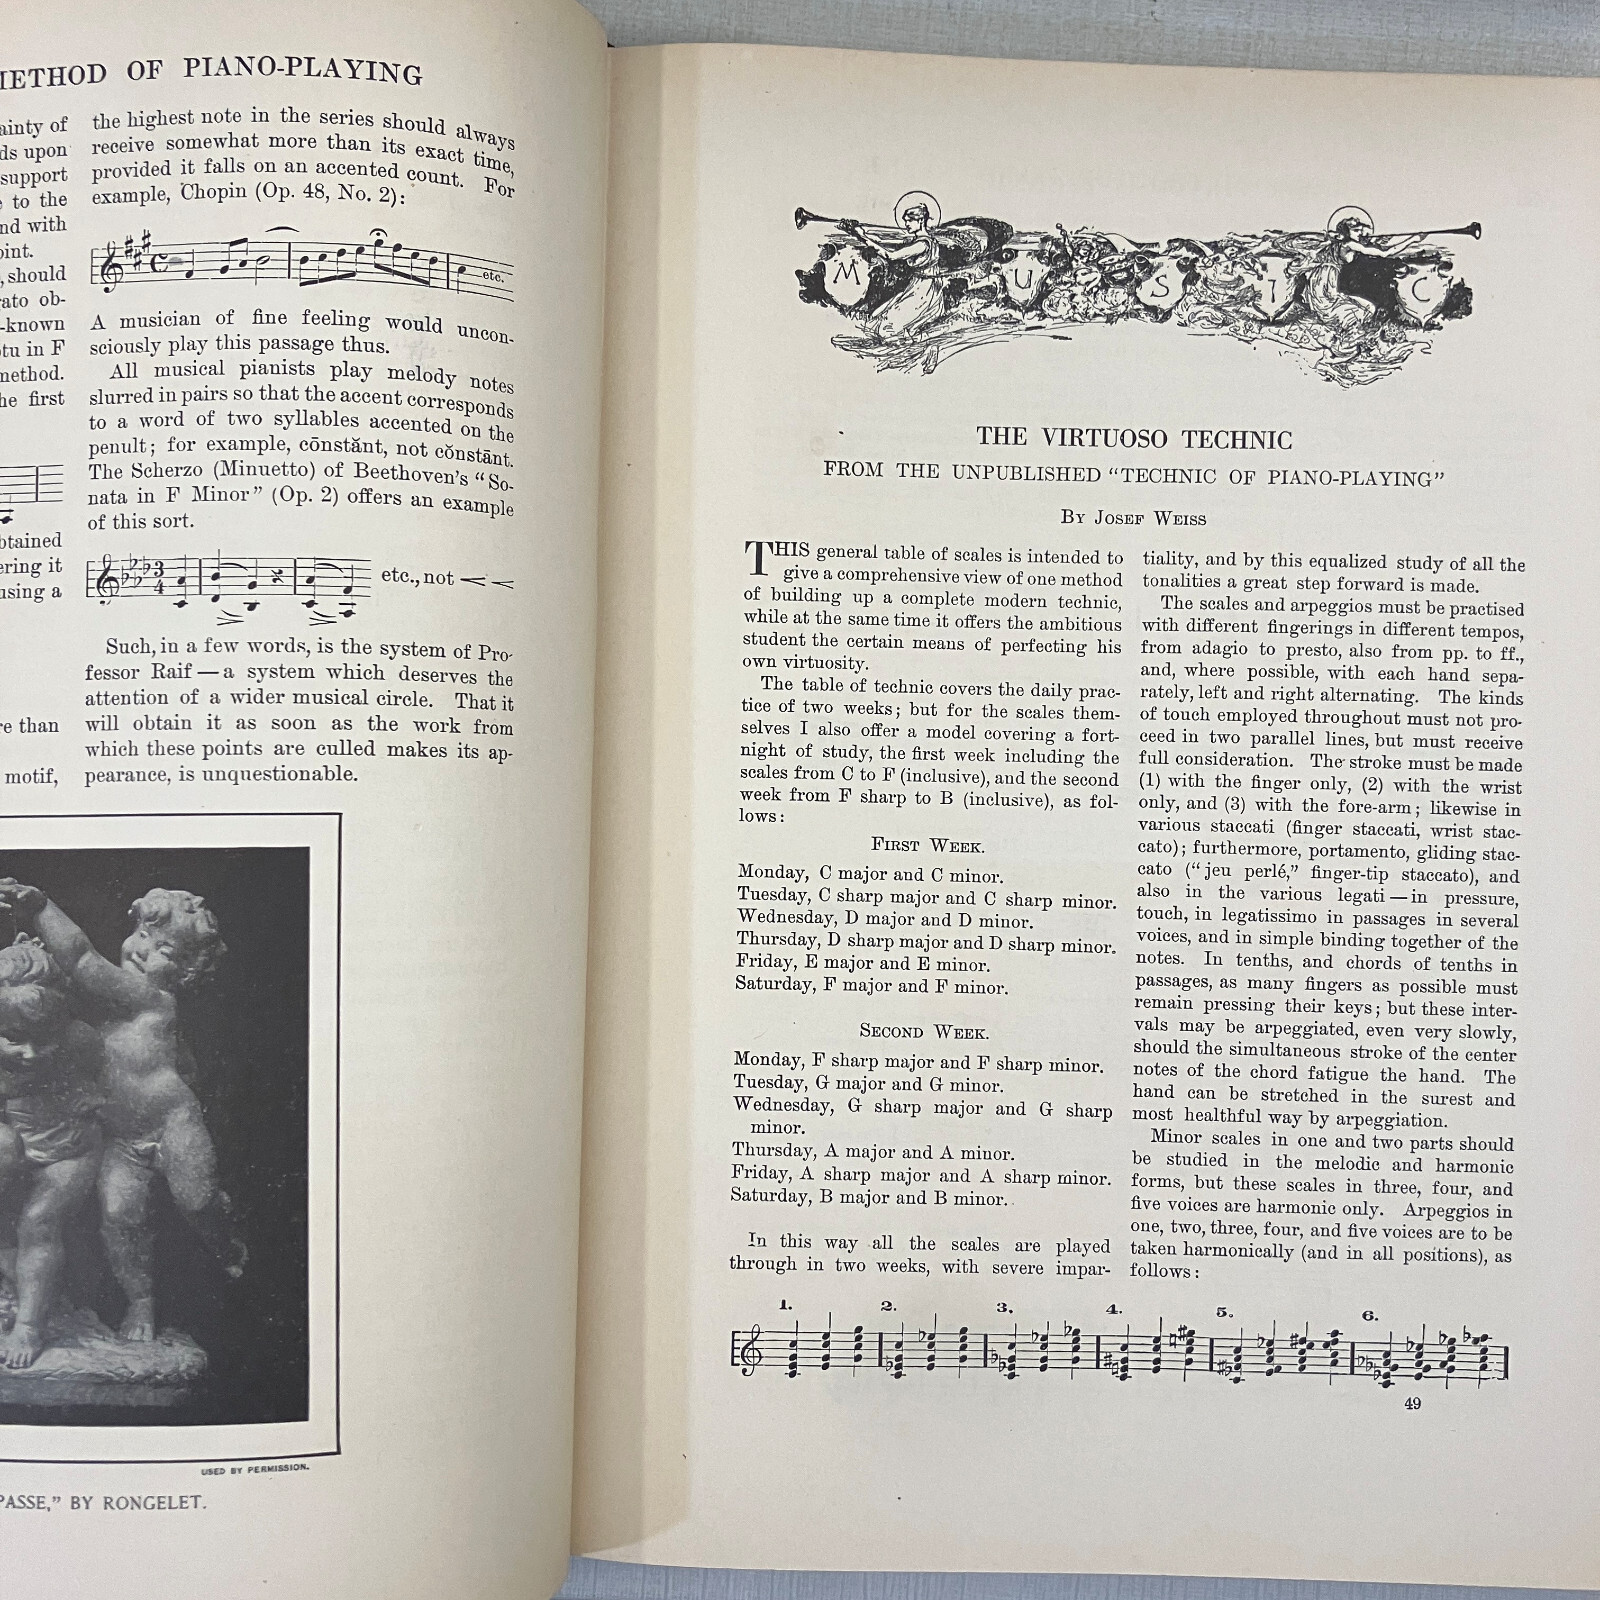 METHOD OF PIANO-PLAYING
ainty of
ds upon
support
to the
nd with
oint.
, should
ato ob-
-known
tu in F
method.
he first
btained
ering it
using a
re than
motif,
the highest note in the series should always
receive somewhat more than its exact time,
provided it falls on an accented count. For
example, Chopin (Op. 48, No. 2):
etc.
A musician of fine feeling would uncon-
sciously play this passage thus.
All musical pianists play melody notes
slurred in pairs so that the accent corresponds
to a word of two syllables accented on the
penult; for example, cōnstănt, not cŏnstānt.
The Scherzo (Minuetto) of Beethoven's “So-
nata in F Minor” (Op. 2) offers an example
of this sort.
3
4
etc., not
Such, in a few words, is the system of Pro-
fessor Raif — a system which deserves the
attention of a wider musical circle. That it
will obtain it as soon as the work from
which these points are culled makes its ap-
pearance, is unquestionable.
USED BY PERMISSION.
PASSE,” BY RONGELET.
M U S I C
THE VIRTUOSO TECHNIC
FROM THE UNPUBLISHED “TECHNIC OF PIANO-PLAYING”
By Josef Weiss
THIS general table of scales is intended to
give a comprehensive view of one method
of building up a complete modern technic,
while at the same time it offers the ambitious
student the certain means of perfecting his
own virtuosity.
The table of technic covers the daily prac-
tice of two weeks; but for the scales them-
selves I also offer a model covering a fort-
night of study, the first week including the
scales from C to F (inclusive), and the second
week from F sharp to B (inclusive), as fol-
lows:
First Week.
Monday, C major and C minor.
Tuesday, C sharp major and C sharp minor.
Wednesday, D major and D minor.
Thursday, D sharp major and D sharp minor.
Friday, E major and E minor.
Saturday, F major and F minor.
Second Week.
Monday, F sharp major and F sharp minor.
Tuesday, G major and G minor.
Wednesday, G sharp major and G sharp
minor.
Thursday, A major and A minor.
Friday, A sharp major and A sharp minor.
Saturday, B major and B minor.
In this way all the scales are played
through in two weeks, with severe impar-
tiality, and by this equalized study of all the
tonalities a great step forward is made.
The scales and arpeggios must be practised
with different fingerings in different tempos,
from adagio to presto, also from pp. to ff.,
and, where possible, with each hand sepa-
rately, left and right alternating. The kinds
of touch employed throughout must not pro-
ceed in two parallel lines, but must receive
full consideration. The stroke must be made
(1) with the finger only, (2) with the wrist
only, and (3) with the fore-arm; likewise in
various staccati (finger staccati, wrist stac-
cato); furthermore, portamento, gliding stac-
cato (“jeu perlé,” finger-tip staccato), and
also in the various legati — in pressure,
touch, in legatissimo in passages in several
voices, and in simple binding together of the
notes. In tenths, and chords of tenths in
passages, as many fingers as possible must
remain pressing their keys; but these inter-
vals may be arpeggiated, even very slowly,
should the simultaneous stroke of the center
notes of the chord fatigue the hand. The
hand can be stretched in the surest and
most healthful way by arpeggiation.
Minor scales in one and two parts should
be studied in the melodic and harmonic
forms, but these scales in three, four, and
five voices are harmonic only. Arpeggios in
one, two, three, four, and five voices are to be
taken harmonically (and in all positions), as
follows:
1. 2. 3. 4. 5. 6.
49